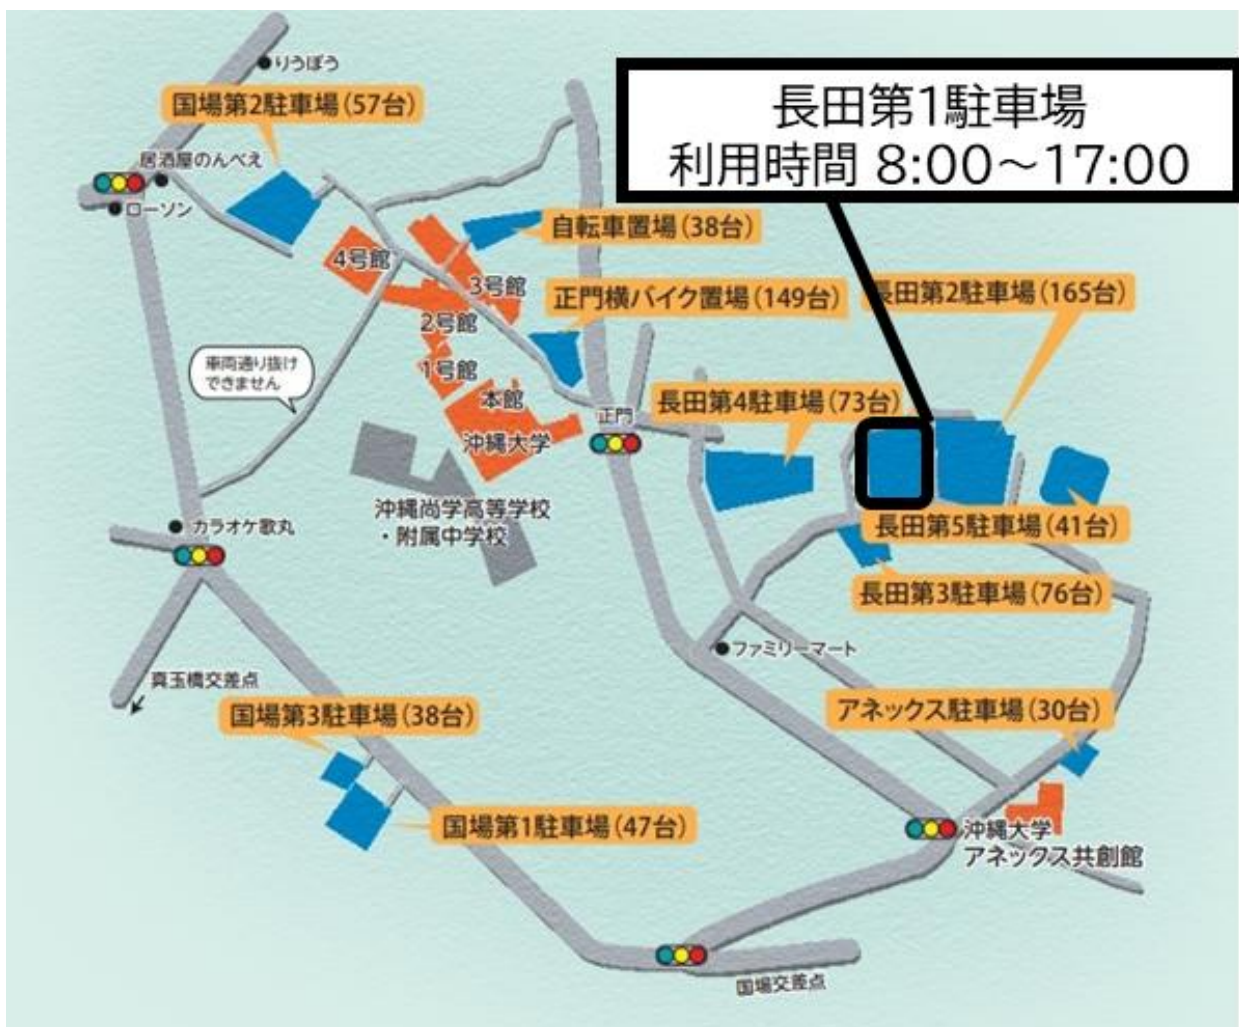 りうぼう
国場第2駐車場(57台)
長田第1駐車場
利用時間 8:00～17:00
居酒屋のんべえ
ローソン
自転車置場(38台)
4号館
3号館
正門横バイク置場(149台)
長田第2駐車場(165台)
2号館
車両通り抜け
できません
1号館
本館
正門
長田第4駐車場(73台)
沖縄大学
沖縄尚学高等学校
・附属中学校
カラオケ歌丸
長田第5駐車場(41台)
長田第3駐車場(76台)
ファミリーマート
真玉橋交差点
国場第3駐車場(38台)
アネックス駐車場(30台)
国場第1駐車場(47台)
沖縄大学
アネックス共創館
国場交差点